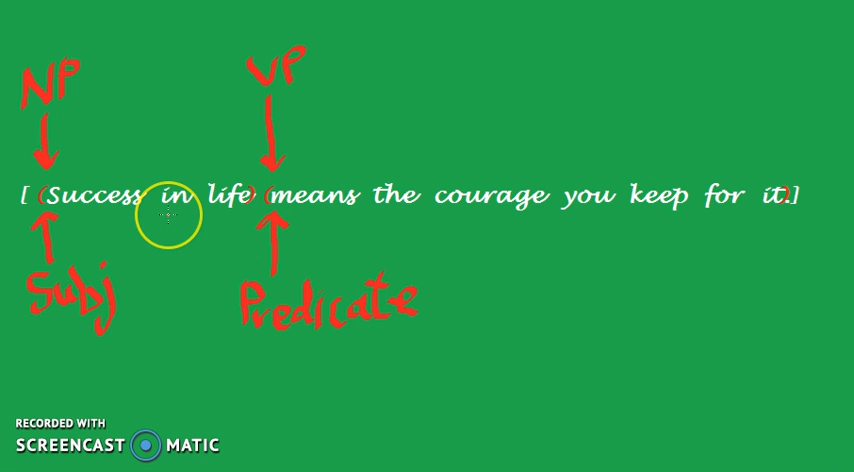 NP VP
[ (Success in life) (means the courage you keep for it.)]
Subj Predicate
RECORDED WITH
SCREENCAST MATIC